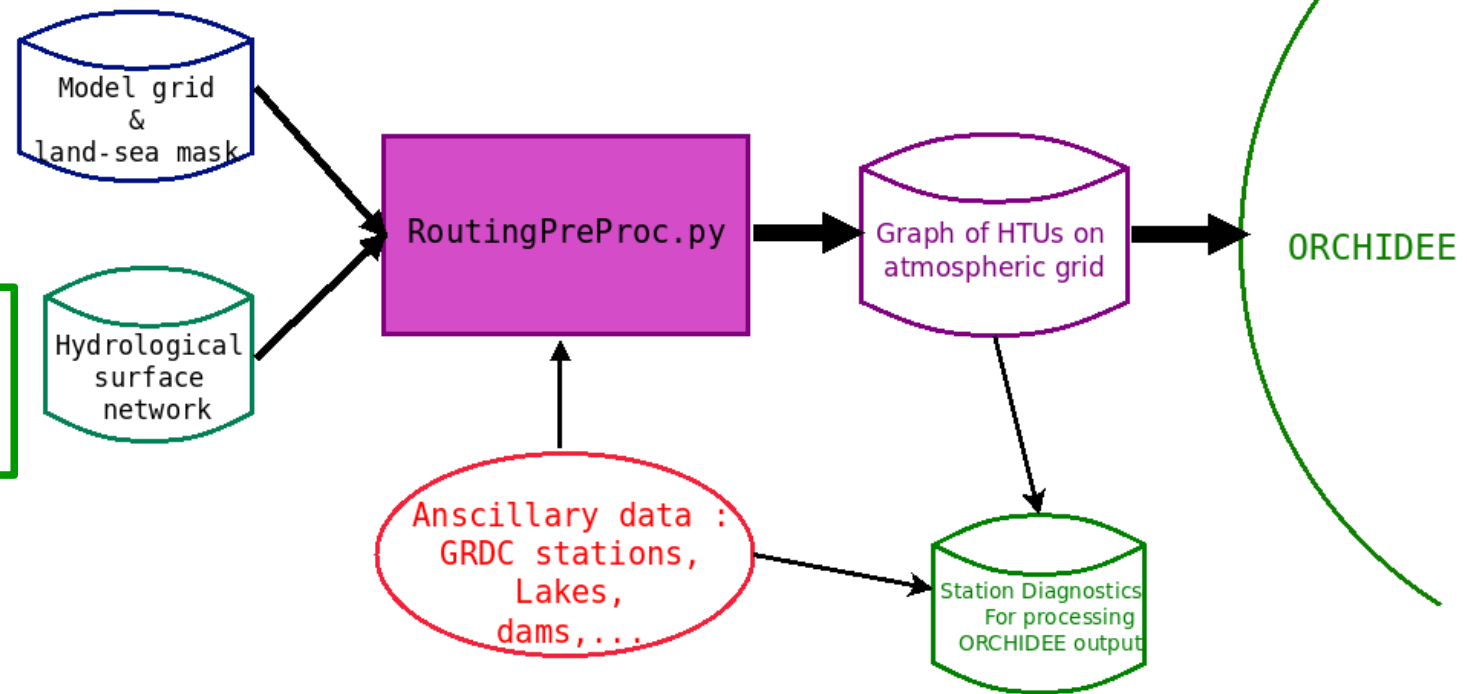 Model grid
&
land-sea mask
Hydrological
surface
network
RoutingPreProc.py
Anscillary data :
GRDC stations,
Lakes,
dams,...
Graph of HTUs on
atmospheric grid
Station Diagnostics
For processing
ORCHIDEE output
ORCHIDEE